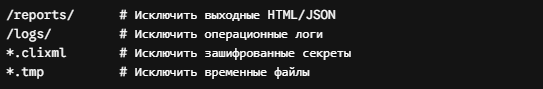 /reports/     # Исключить выходные HTML/JSON
/logs/        # Исключить операционные логи
*.clixml      # Исключить зашифрованные секреты
*.tmp         # Исключить временные файлы